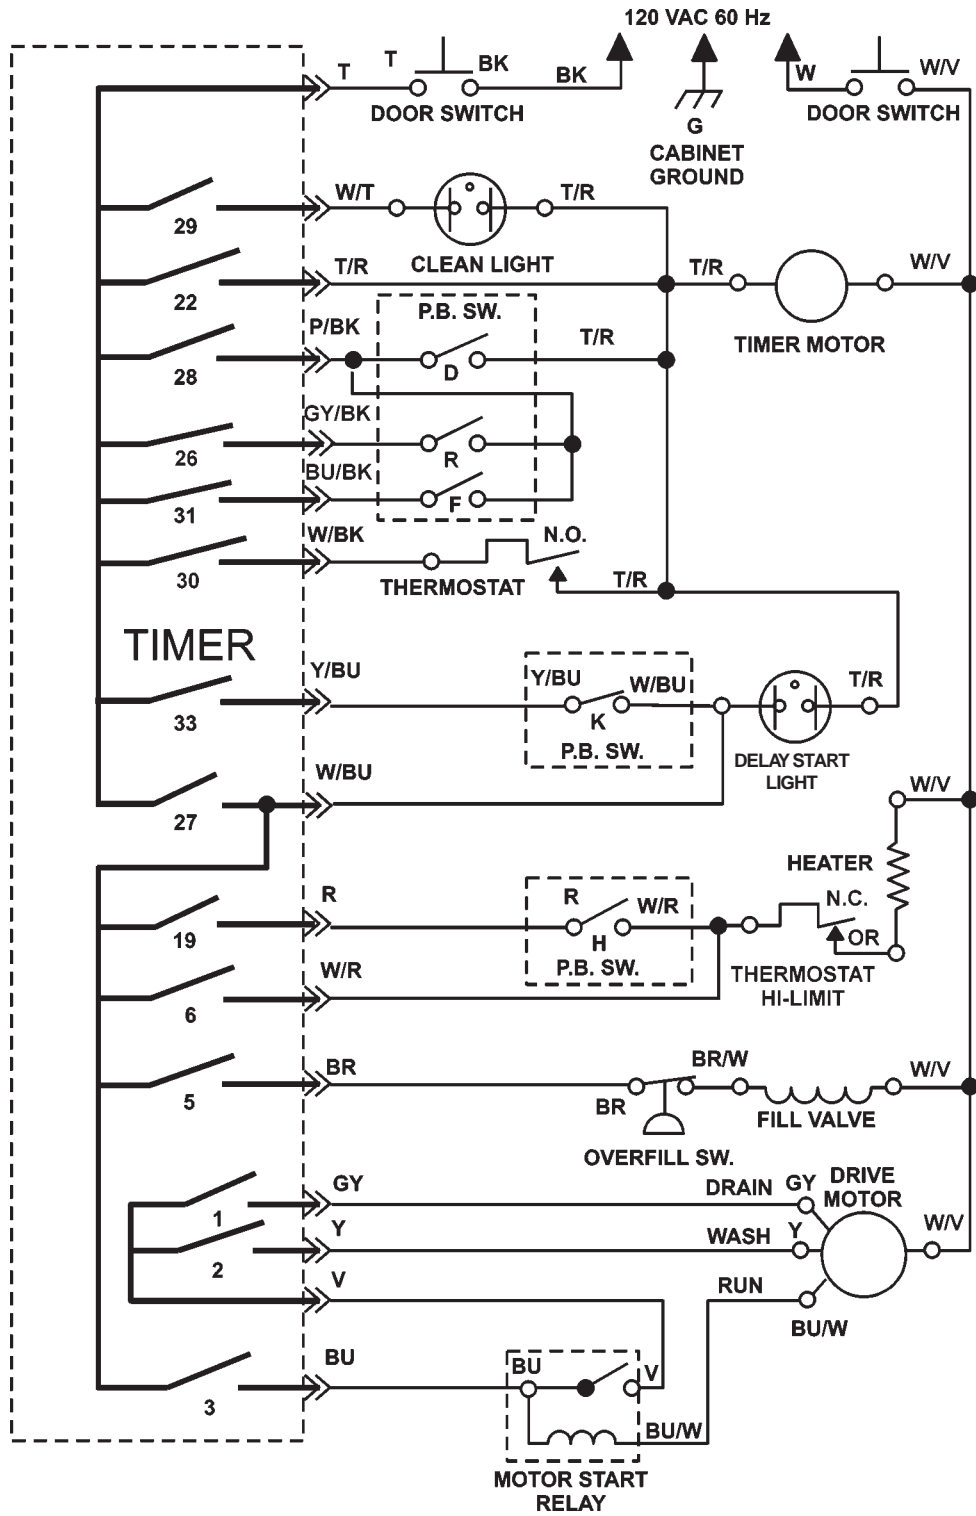 120 VAC 60 Hz
T
T
BK
BK
W
W/V
DOOR SWITCH
DOOR SWITCH
G
CABINET
GROUND
W/T
T/R
29
CLEAN LIGHT
T/R
T/R
W/V
22
P.B. SW.
TIMER MOTOR
P/BK
T/R
28
D
GY/BK
26
R
BU/BK
31
F
W/BK
N.O.
30
THERMOSTAT
T/R
TIMER
Y/BU
Y/BU
W/BU
T/R
33
K
P.B. SW.
DELAY START
LIGHT
W/BU
W/V
27
HEATER
R
R
W/R
N.C.
19
H
OR
P.B. SW.
THERMOSTAT
HI-LIMIT
W/R
6
BR
BR/W
W/V
5
BR
FILL VALVE
OVERFILL SW.
GY
DRAIN
GY
DRIVE
MOTOR
1
Y
WASH
Y
W/V
2
V
RUN
BU/W
BU
BU
V
3
BU/W
MOTOR START
RELAY